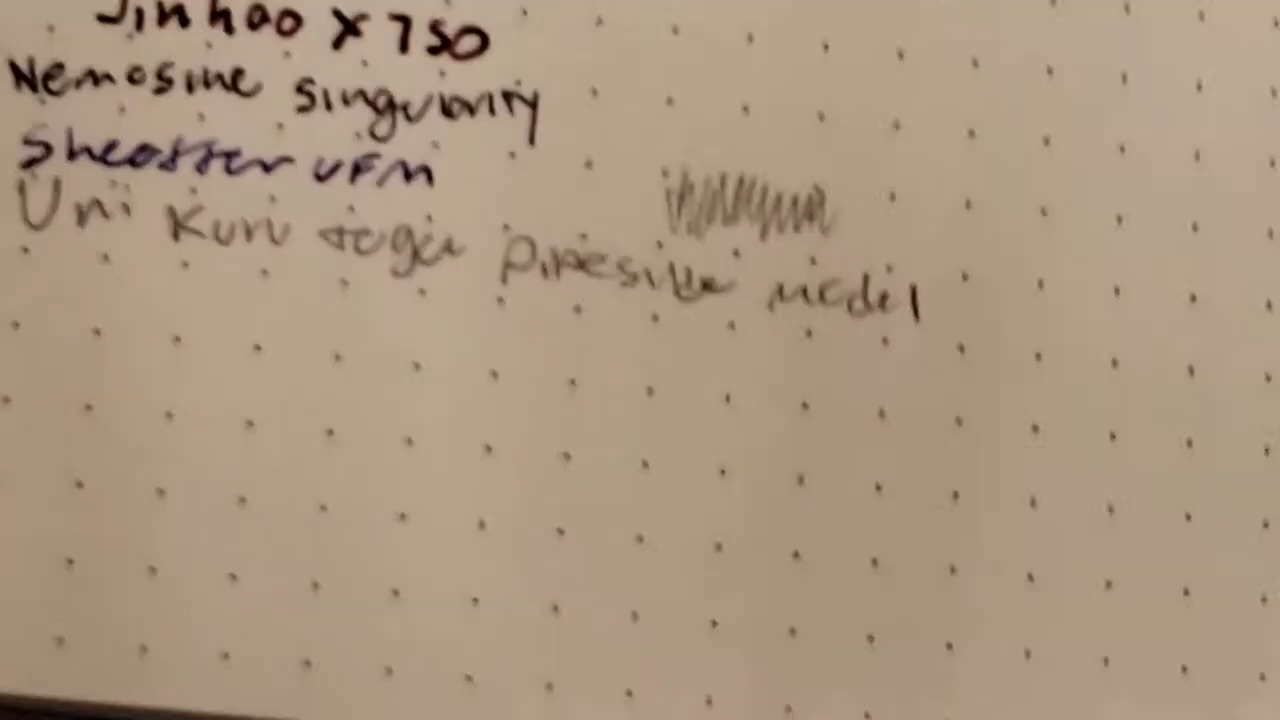 Jinhao x 750
Nemosine singularity
Sheaffer VFM
Uni Kuru toga Pipeslide model